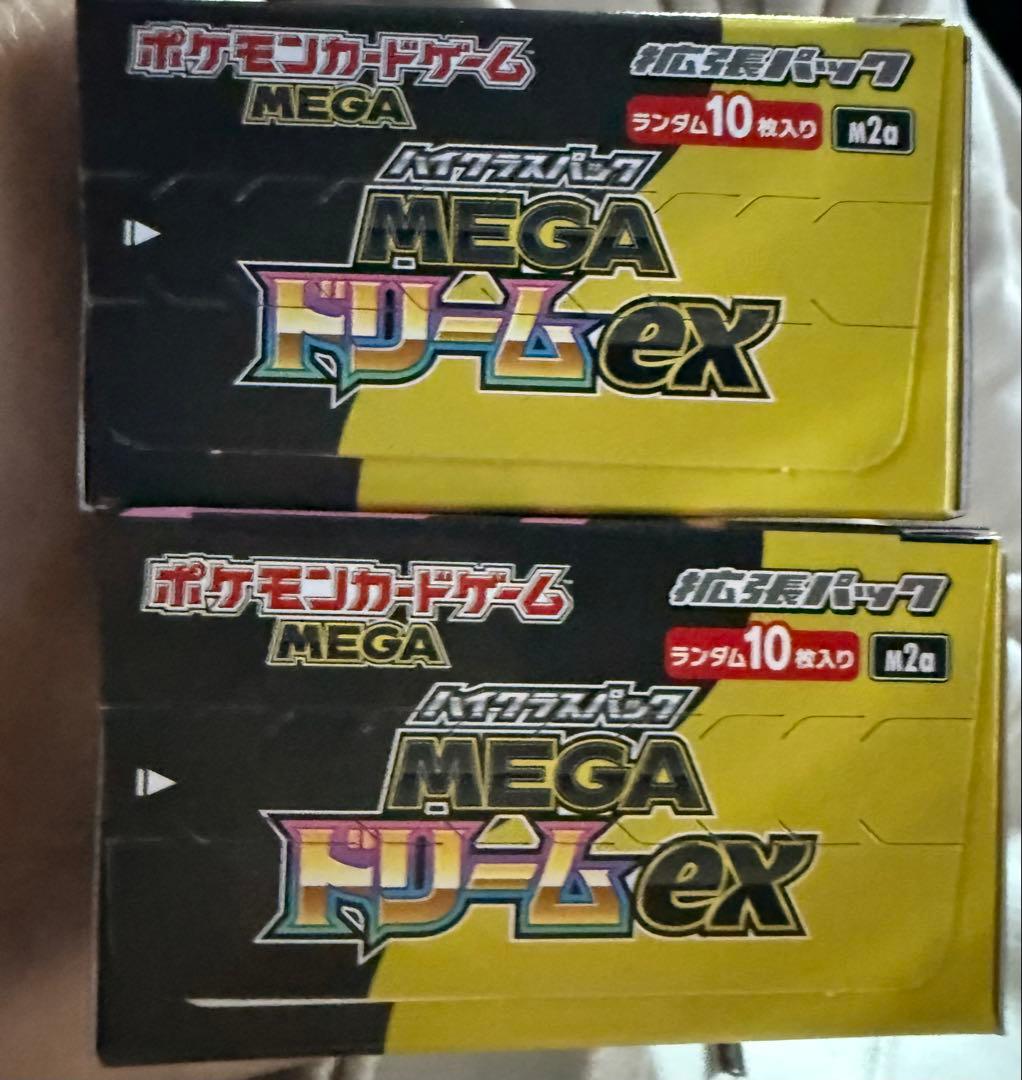 ポケモンカードゲーム
MEGA
拡張パック
ランダム10枚入り
M2a
ハイクラスパック
MEGA
ドリームex
ポケモンカードゲーム
MEGA
拡張パック
ランダム10枚入り
M2a
ハイクラスパック
MEGA
ドリームex